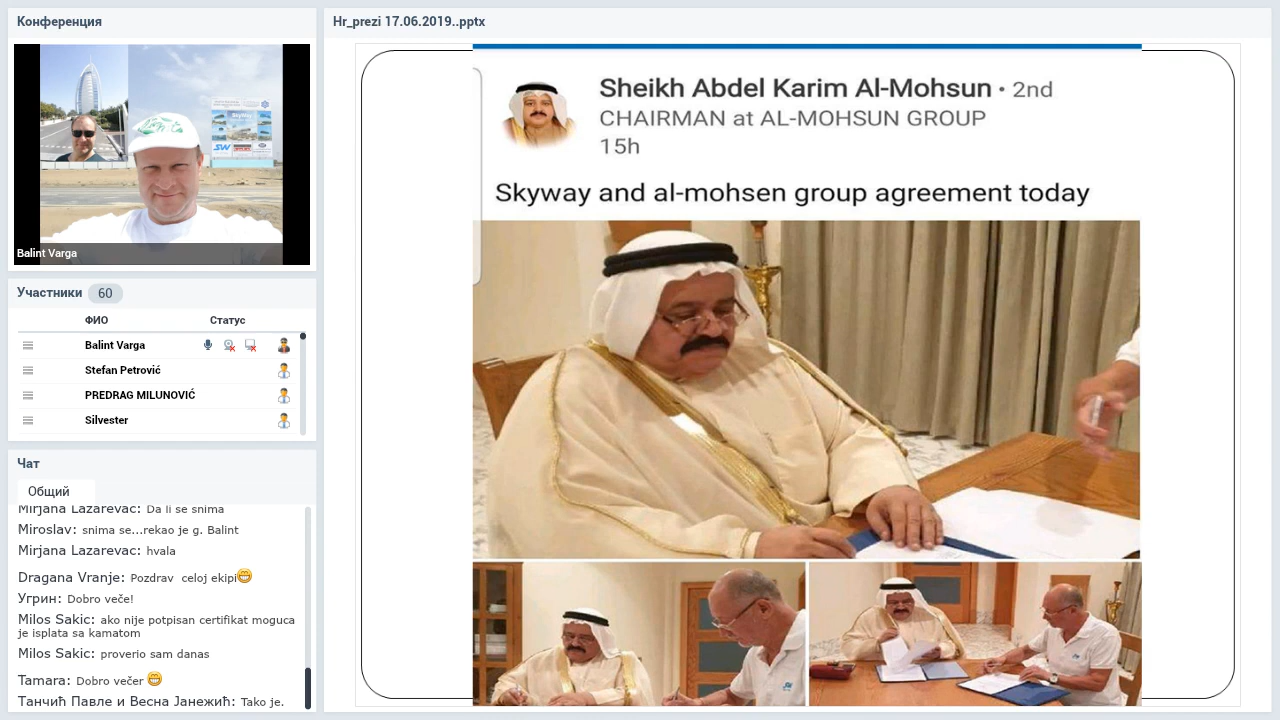 Конференция
Balint Varga
Участники 60
ФИО Статус
Balint Varga
Stefan Petrović
PREDRAG MILUNOVIĆ
Silvester
Чат
Общий
Mirjana Lazarevac: Da li se snima
Miroslav: snima se...rekao je g. Balint
Mirjana Lazarevac: hvala
Dragana Vranje: Pozdrav celoj ekipi
Угрин: Dobro veče!
Milos Sakic: ako nije potpisan certifikat moguca
je isplata sa kamatom
Milos Sakic: proverio sam danas
Tamara: Dobro večer
Танчић Павле и Весна Јанежић: Tako je.
Hr_prezi 17.06.2019..pptx
Sheikh Abdel Karim Al-Mohsun • 2nd
CHAIRMAN at AL-MOHSUN GROUP
15h
Skyway and al-mohsen group agreement today
SkyWay
SW